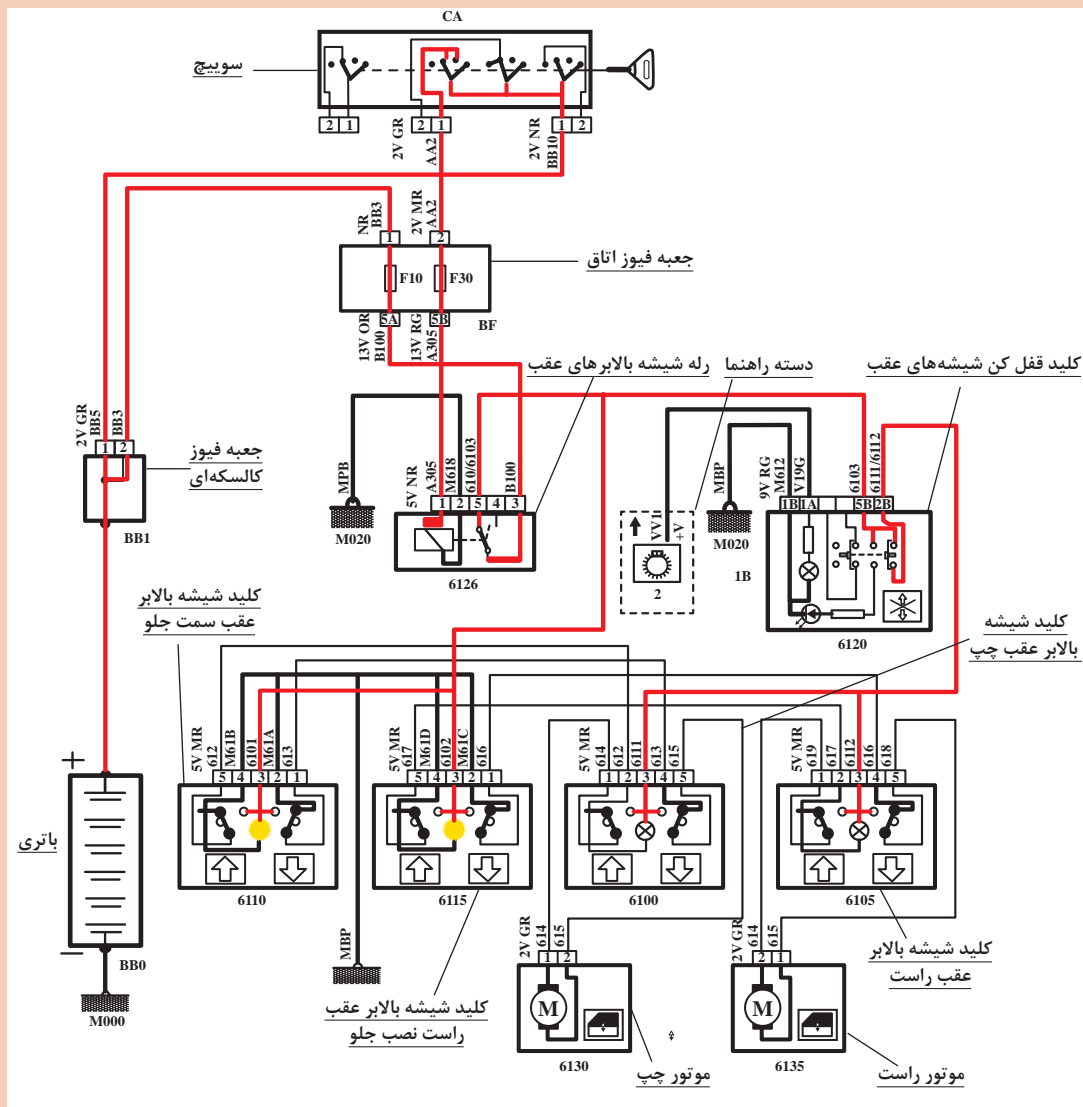 CA
سوییچ
2 1
2 1
1 2
2V GR
AA2
2V NR
BB10
NR
BB3
2V MR
AA2
1
2
جعبه فیوز اتاق
F10
F30
5A
5B
BF
13V OR
B100
13V RG
A305
رله شیشه بالابرهای عقب
دسته راهنما
کلید قفل کن شیشه‌های عقب
2V GR
BB5
BB3
1 2
جعبه فیوز
کالسکه‌ای
BB1
MPB
M020
5V NR
A305
M618
610/6103
B100
1 2 5 4 3
6126
VV1
+V
2
MBP
M020
9V RG
M612
V19G
6103
6111/6112
1B 1A 5B 2B
1B
6120
کلید شیشه بالابر
عقب سمت جلو
کلید شیشه
بالابر عقب چپ
5V MR
612
M61B
6101
M61A
613
5 4 3 2 1
6110
5V MR
617
M61D
6102
M61C
616
5 4 3 2 1
6115
5V MR
614
612
6111
613
615
1 2 3 4 5
6100
5V MR
619
617
6112
616
618
1 2 3 4 5
6105
+
باتری
−
BB0
M000
MBP
کلید شیشه بالابر عقب
راست نصب جلو
2V GR
614
615
1 2
M
6130
موتور چپ
2V GR
614
615
2 1
M
6135
موتور راست
کلید شیشه بالابر
عقب راست